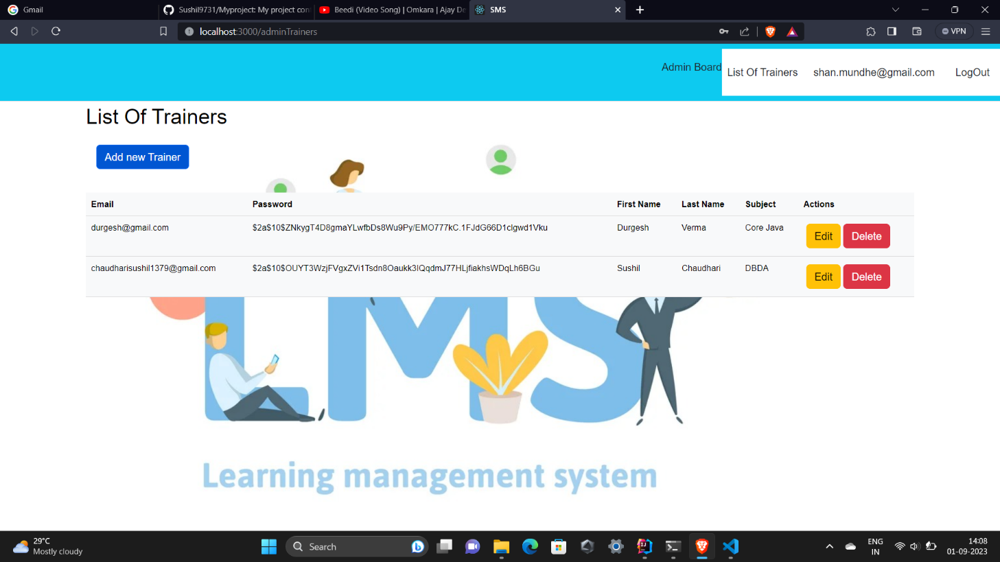 Gmail
Sushil9731/Myproject: My project con
Beedi (Video Song) | Omkara | Ajay De
SMS
localhost:3000/adminTrainers
VPN
Admin Board
List Of Trainers
shan.mundhe@gmail.com
LogOut
List Of Trainers
Add new Trainer
Email Password First Name Last Name Subject Actions
durgesh@gmail.com $2a$10$ZNkygT4D8gmaYLwfbDs8Wu9Py/EMO777kC.1FJdG66D1clgwd1Vku Durgesh Verma Core Java Edit Delete
chaudharisushil1379@gmail.com $2a$10$OUYT3WzjFVgxZVi1Tsdn8Oaukk3IQqdmJ77HLjfiakhsWDqLh6BGu Sushil Chaudhari DBDA Edit Delete
LMS
Learning management system
29°C
Mostly cloudy
Search
ENG
IN
14:08
01-09-2023